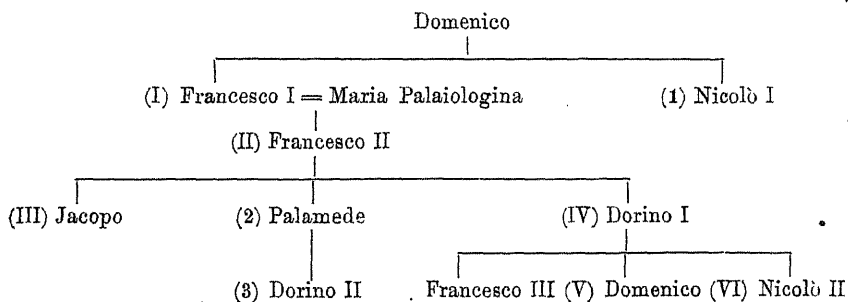 Domenico
(I) Francesco I = Maria Palaiologina (1) Nicolò I
(II) Francesco II
(III) Jacopo (2) Palamede (IV) Dorino I
(3) Dorino II Francesco III (V) Domenico (VI) Nicolò II